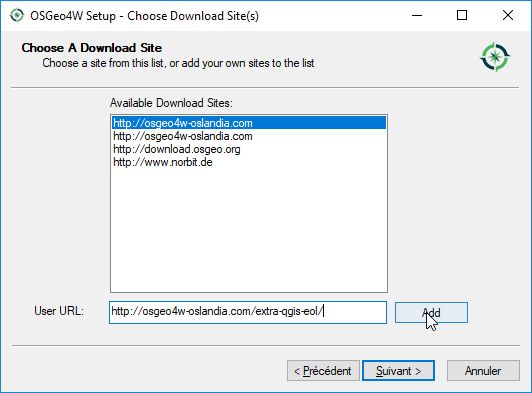 OSGeo4W Setup - Choose Download Site(s)
Choose A Download Site
Choose a site from this list, or add your own sites to the list
Available Download Sites:
http://osgeo4w-oslandia.com
http://osgeo4w-oslandia.com
http://download.osgeo.org
http://www.norbit.de
User URL:
http://osgeo4w-oslandia.com/extra-qgis-eol/
Add
< Précédent
Suivant >
Annuler